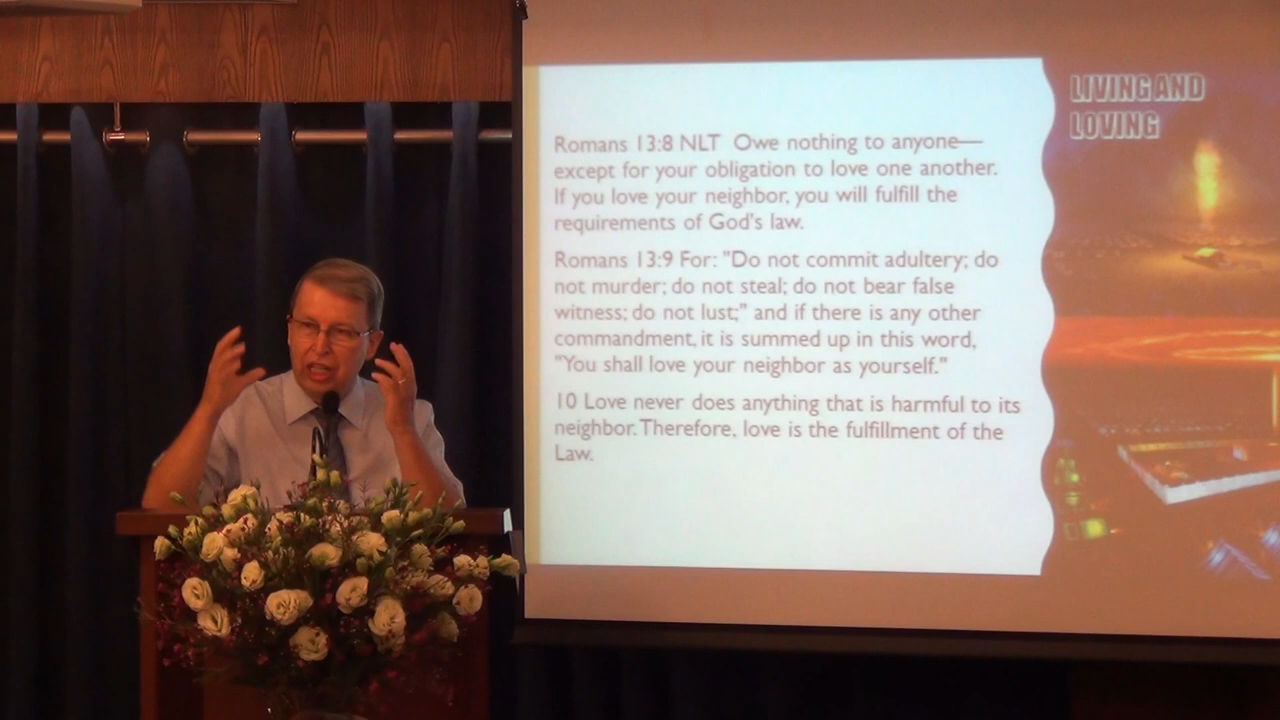 LIVING AND
LOVING
Romans 13:8 NLT Owe nothing to anyone—
except for your obligation to love one another.
If you love your neighbor, you will fulfill the
requirements of God's law.
Romans 13:9 For: "Do not commit adultery; do
not murder; do not steal; do not bear false
witness; do not lust;" and if there is any other
commandment, it is summed up in this word,
"You shall love your neighbor as yourself."
10 Love never does anything that is harmful to its
neighbor. Therefore, love is the fulfillment of the
Law.